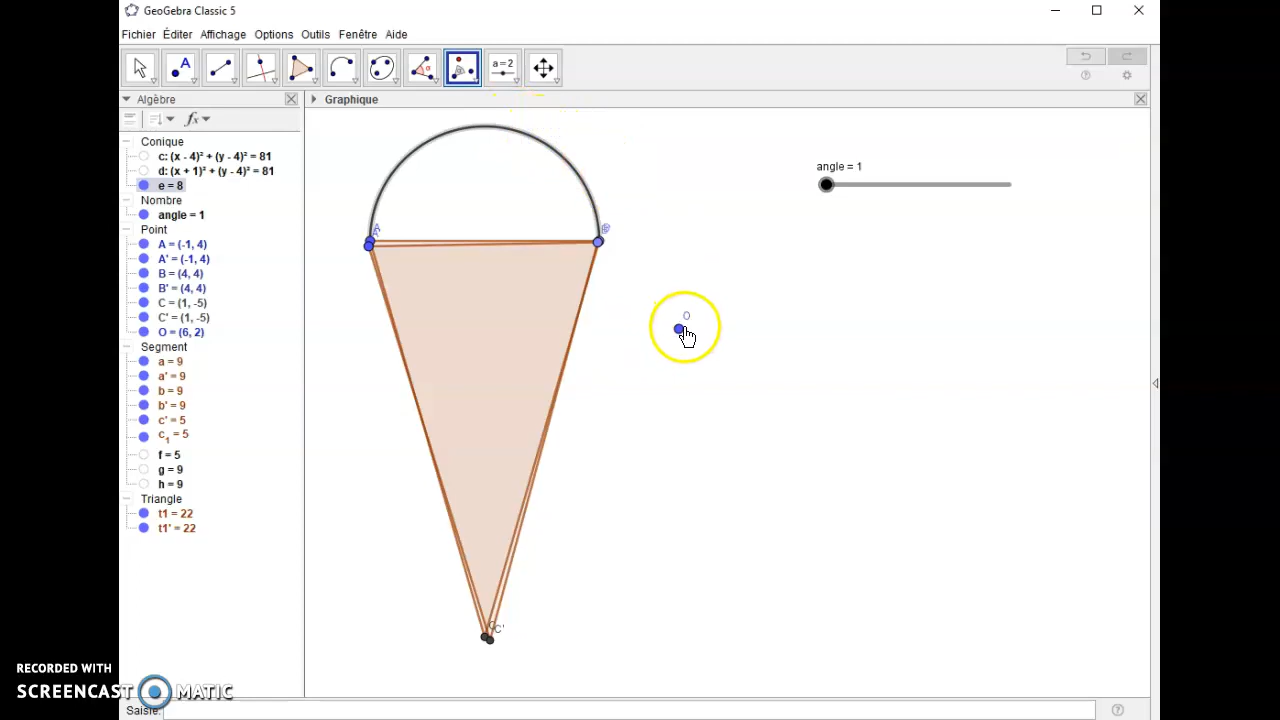 GeoGebra Classic 5
Fichier Éditer Affichage Options Outils Fenêtre Aide
A
a=2
Algèbre
Graphique
fx
Conique
c: (x - 4)² + (y - 4)² = 81
d: (x + 1)² + (y - 4)² = 81
e = 8
Nombre
angle = 1
Point
A = (-1, 4)
A' = (-1, 4)
B = (4, 4)
B' = (4, 4)
C = (1, -5)
C' = (1, -5)
O = (6, 2)
Segment
a = 9
a' = 9
b = 9
b' = 9
c' = 5
c₁ = 5
f = 5
g = 9
h = 9
Triangle
t1 = 22
t1' = 22
angle = 1
O
C'
RECORDED WITH
SCREENCAST MATIC
Saisie: